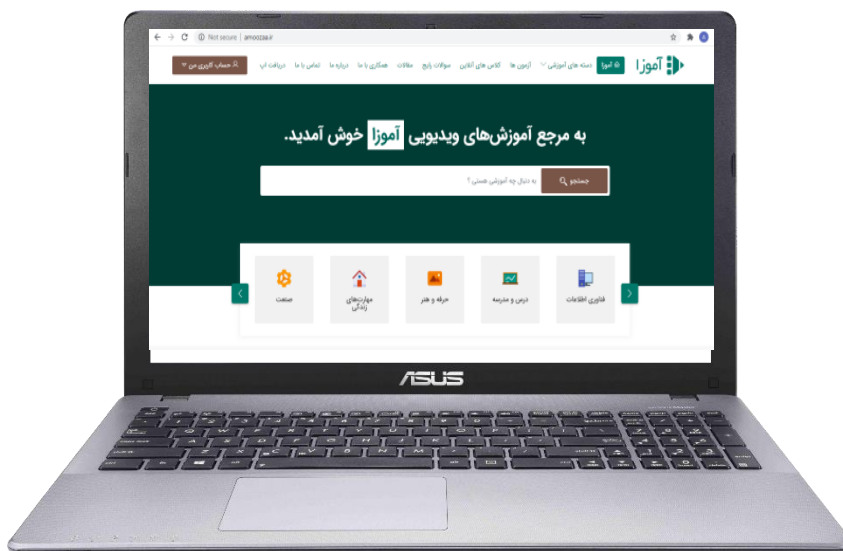 Not secure | amoozaa.ir
آموزا
آموزا
دسته های آموزشی
آزمون ها
کلاس های آنلاین
سوالات رایج
مقالات
همکاری با ما
درباره ما
تماس با ما
دریافت اپ
حساب کاربری من
به مرجع آموزش‌های ویدیویی آموزا خوش آمدید.
جستجو
به دنبال چه آموزشی هستی ؟
فناوری اطلاعات
درس و مدرسه
حرفه و هنر
مهارت‌های
زندگی
صنعت
ASUS